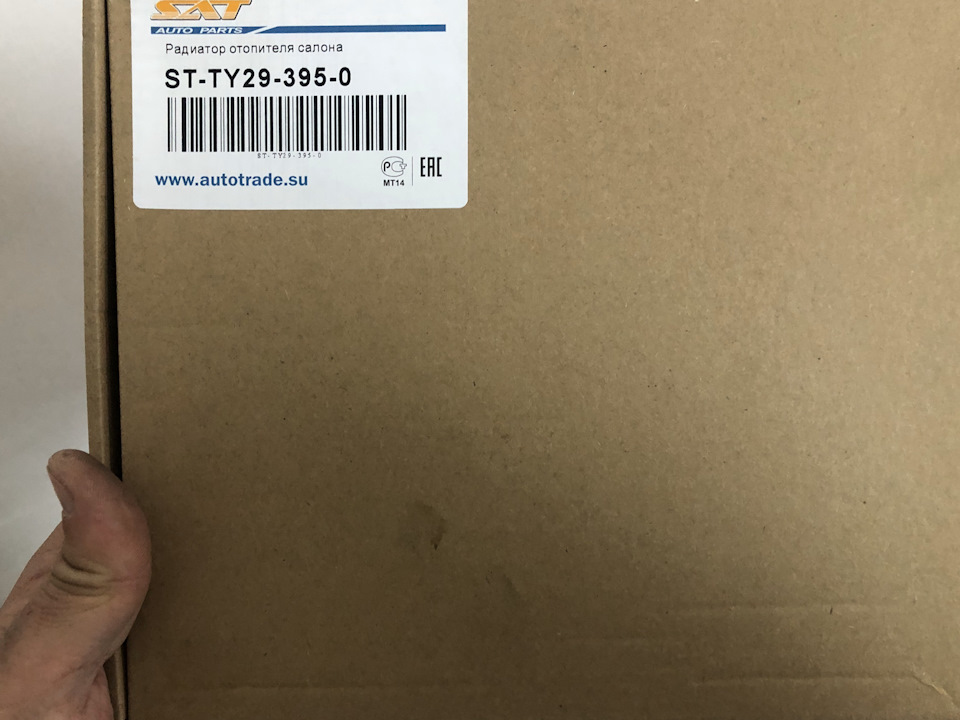 SAT
AUTO PARTS
Радиатор отопителя салона
ST-TY29-395-0
ST-TY29-395-0
www.autotrade.su
РСТ
МТ14
EAC